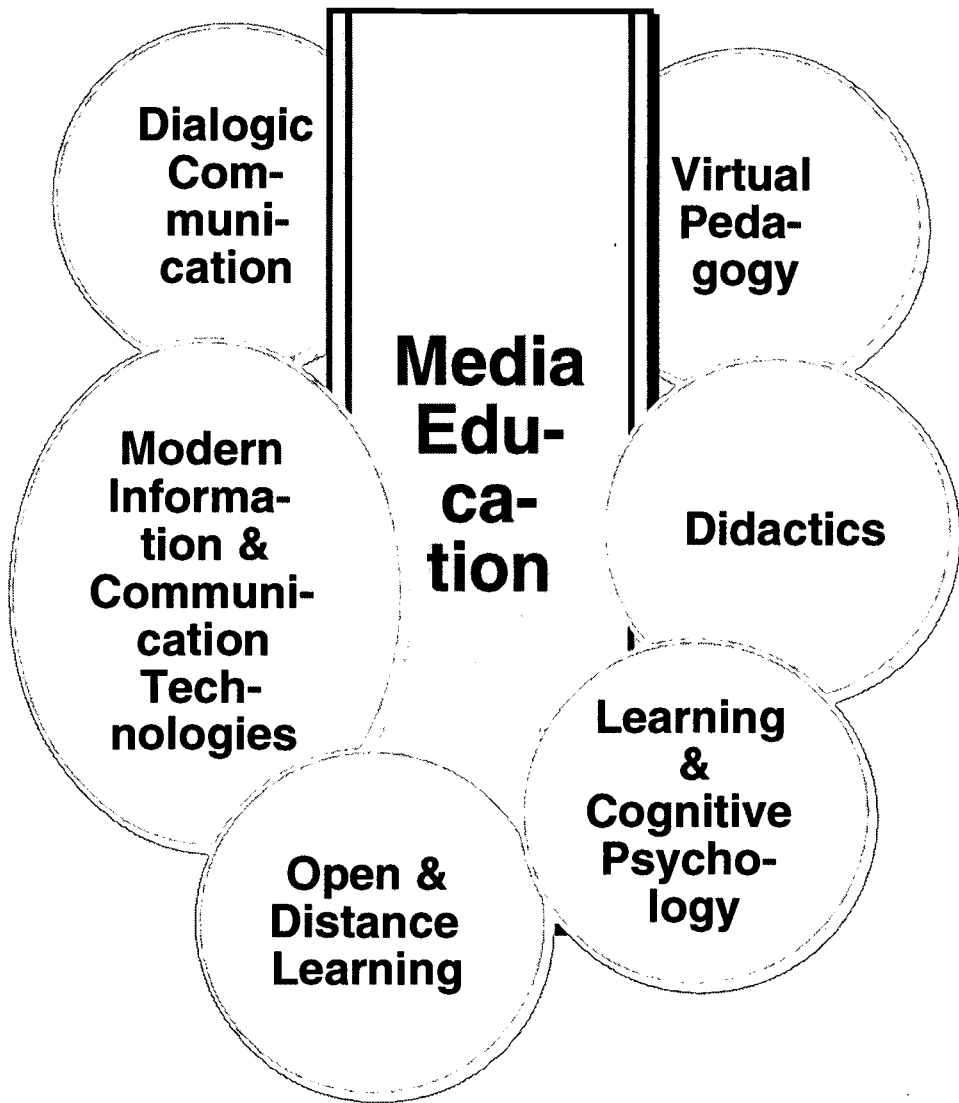 Dialogic
Com-
muni-
cation
Virtual
Peda-
gogy
Media
Edu-
ca-
tion
Modern
Informa-
tion &
Communi-
cation
Tech-
nologies
Didactics
Learning
&
Cognitive
Psycho-
logy
Open &
Distance
Learning